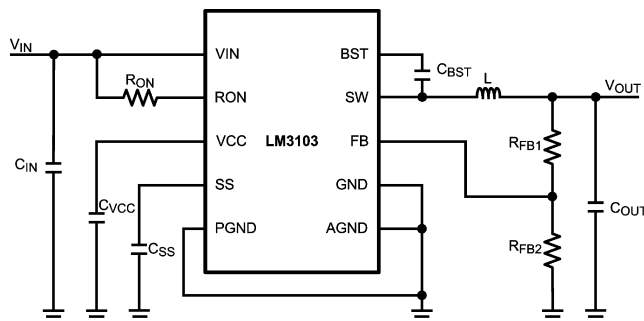 VIN
VIN
BST
CBST
L
VOUT
RON
RON
SW
VCC
LM3103
FB
RFB1
CIN
SS
GND
CVCC
CSS
PGND
AGND
RFB2
COUT